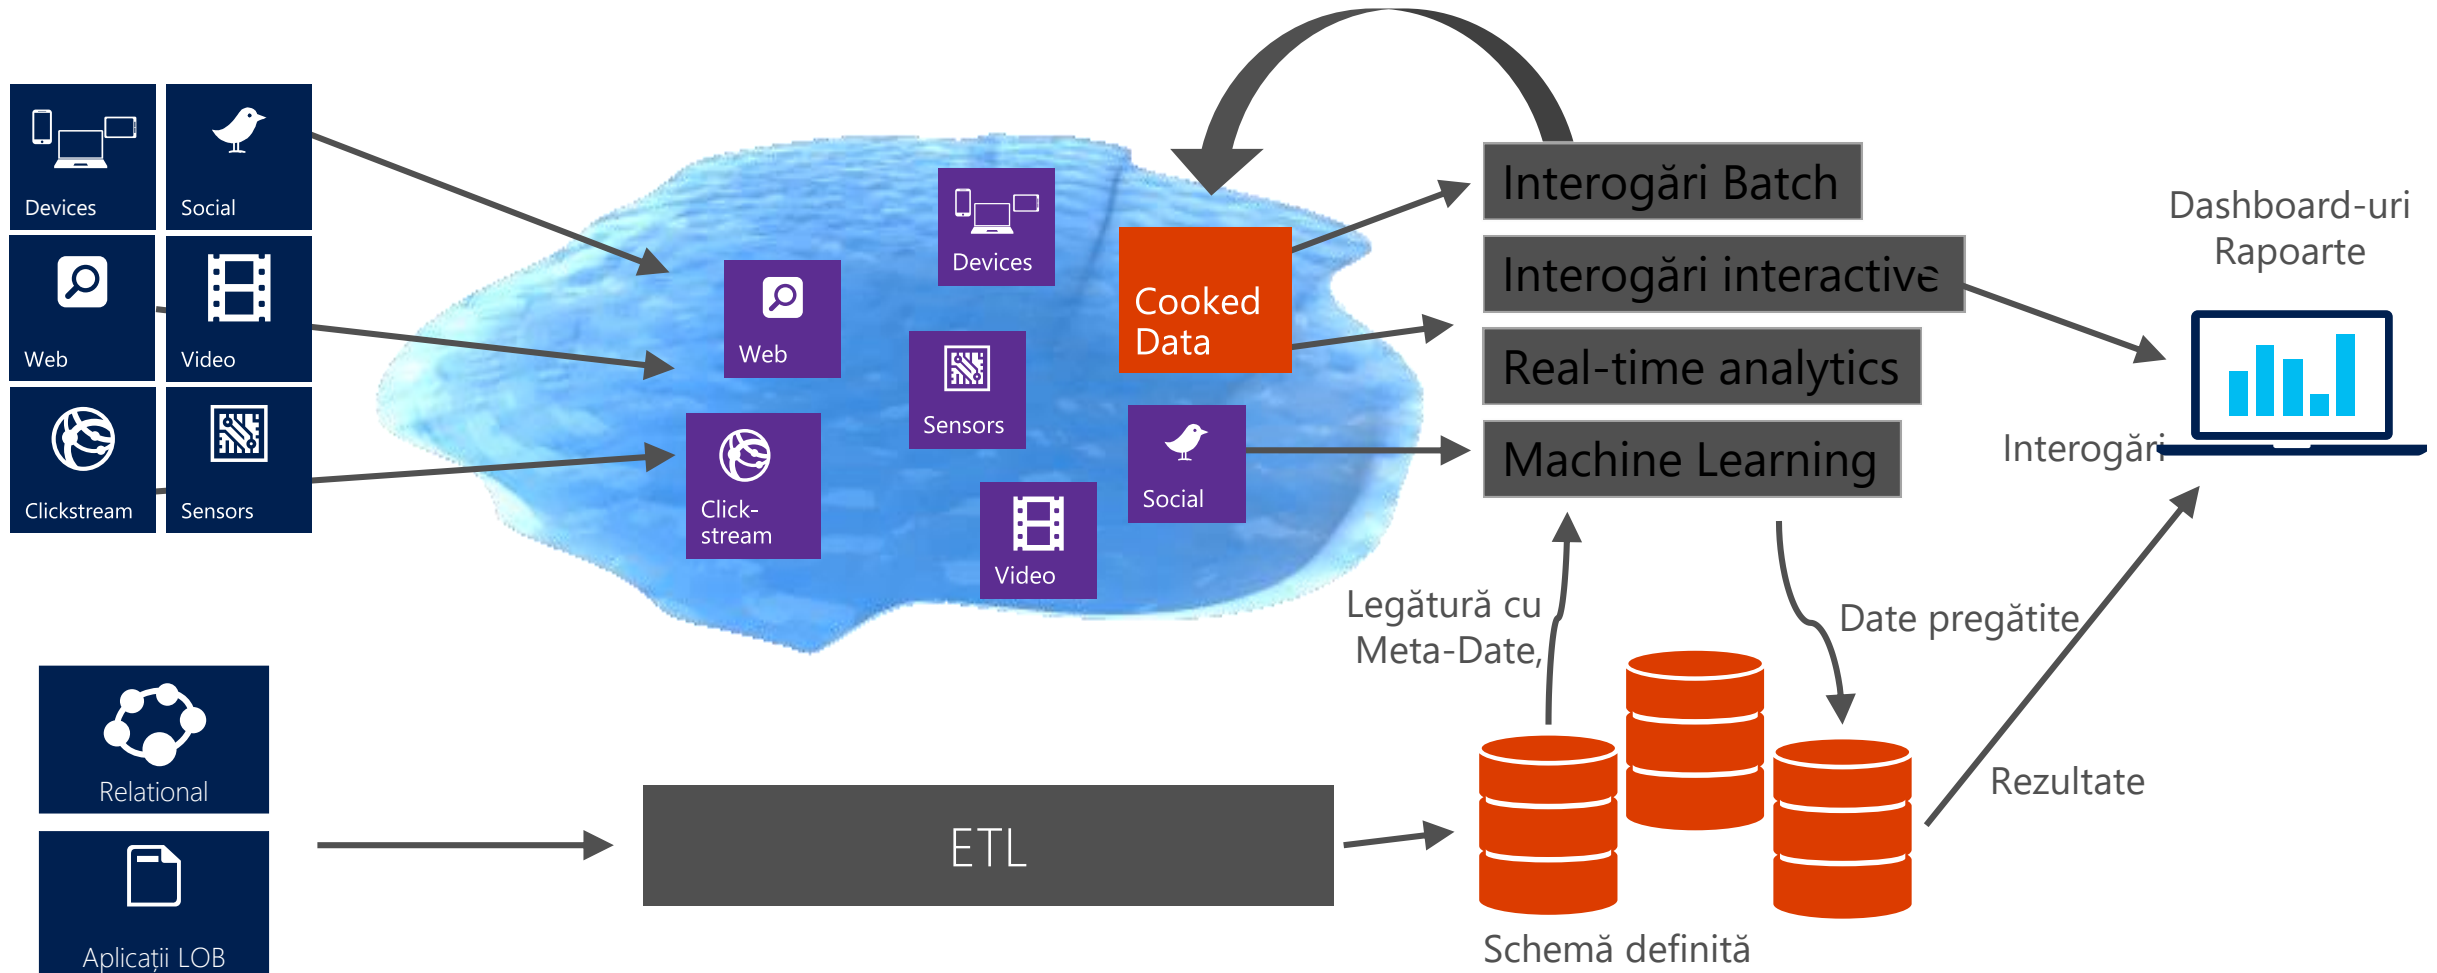 Devices
Social
Web
Video
Clickstream
Sensors
Relational
Aplicații LOB
Devices
Web
Sensors
Click-
stream
Video
Social
Cooked
Data
Interogări Batch
Interogări interactive
Real-time analytics
Machine Learning
Dashboard-uri
Rapoarte
Interogări
Legătură cu
Meta-Date,
Date pregătite
Rezultate
ETL
Schemă definită